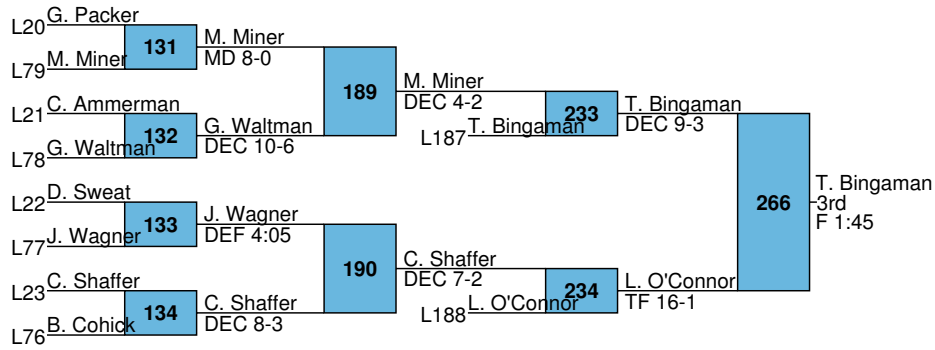 L20 G. Packer
L79 M. Miner
131
M. Miner
MD 8-0
L21 C. Ammerman
L78 G. Waltman
132
G. Waltman
DEC 10-6
189
M. Miner
DEC 4-2
L187 T. Bingaman
233
T. Bingaman
DEC 9-3
L22 D. Sweat
L77 J. Wagner
133
J. Wagner
DEF 4:05
L23 C. Shaffer
L76 B. Cohick
134
C. Shaffer
DEC 8-3
190
C. Shaffer
DEC 7-2
L188 L. O'Connor
234
L. O'Connor
TF 16-1
266
T. Bingaman
3rd
F 1:45